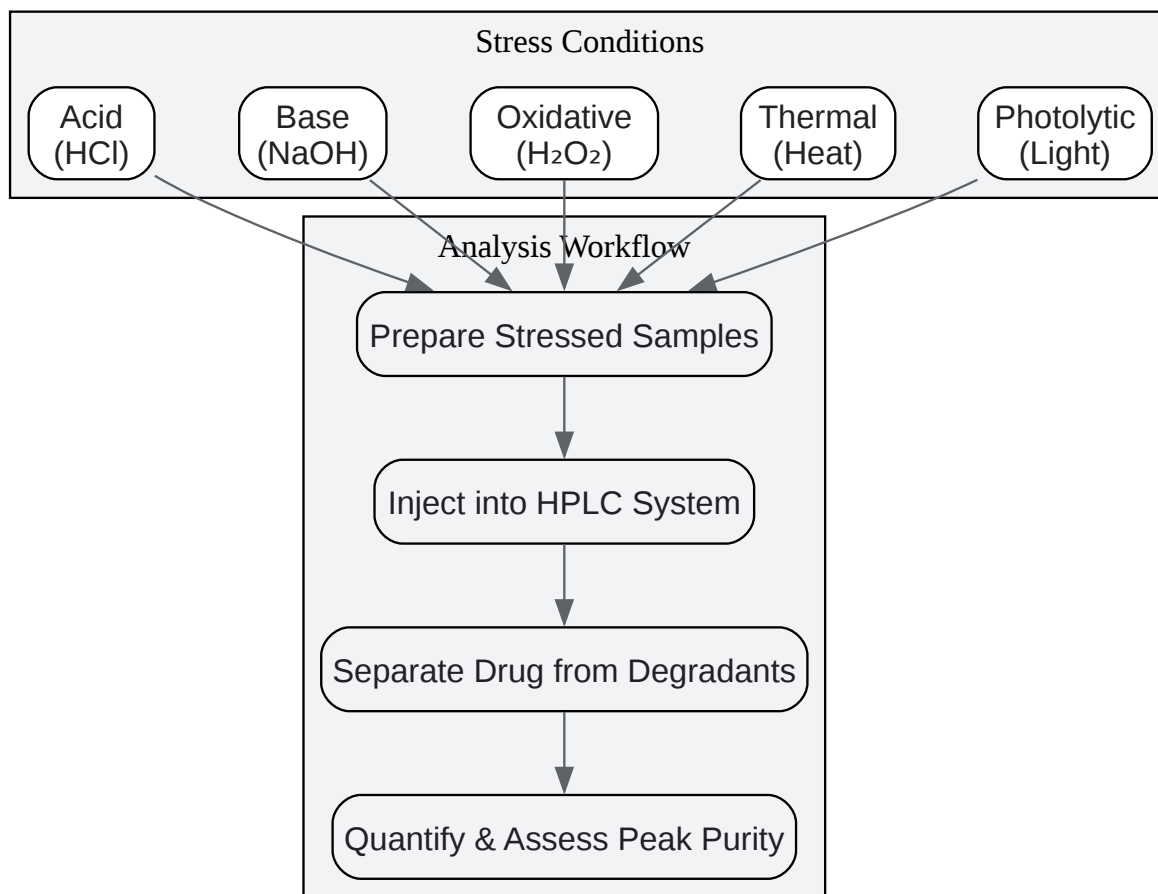 Stress Conditions
Acid
(HCl)
Base
(NaOH)
Oxidative
(H₂O₂)
Thermal
(Heat)
Photolytic
(Light)
Analysis Workflow
Prepare Stressed Samples
Inject into HPLC System
Separate Drug from Degradants
Quantify & Assess Peak Purity